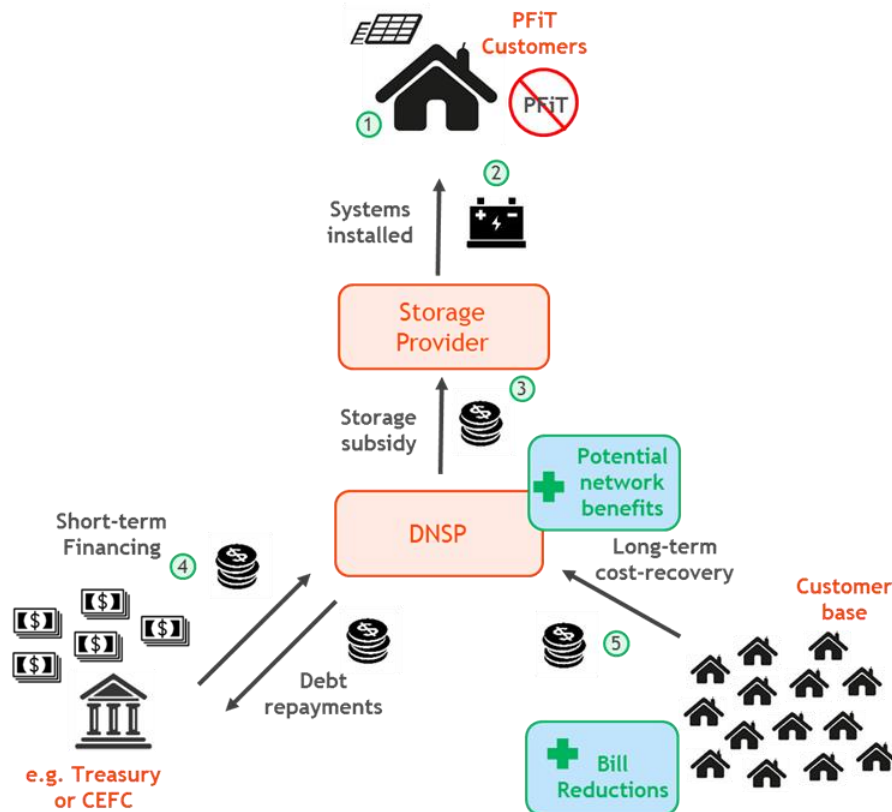 PFiT
Customers
PFiT
1
2
Systems
installed
Storage
Provider
3
Storage
subsidy
Potential
network
benefits
DNSP
Short-term
Financing
4
Long-term
cost-recovery
Customer
base
5
Debt
repayments
Bill
Reductions
e.g. Treasury
or CEFC